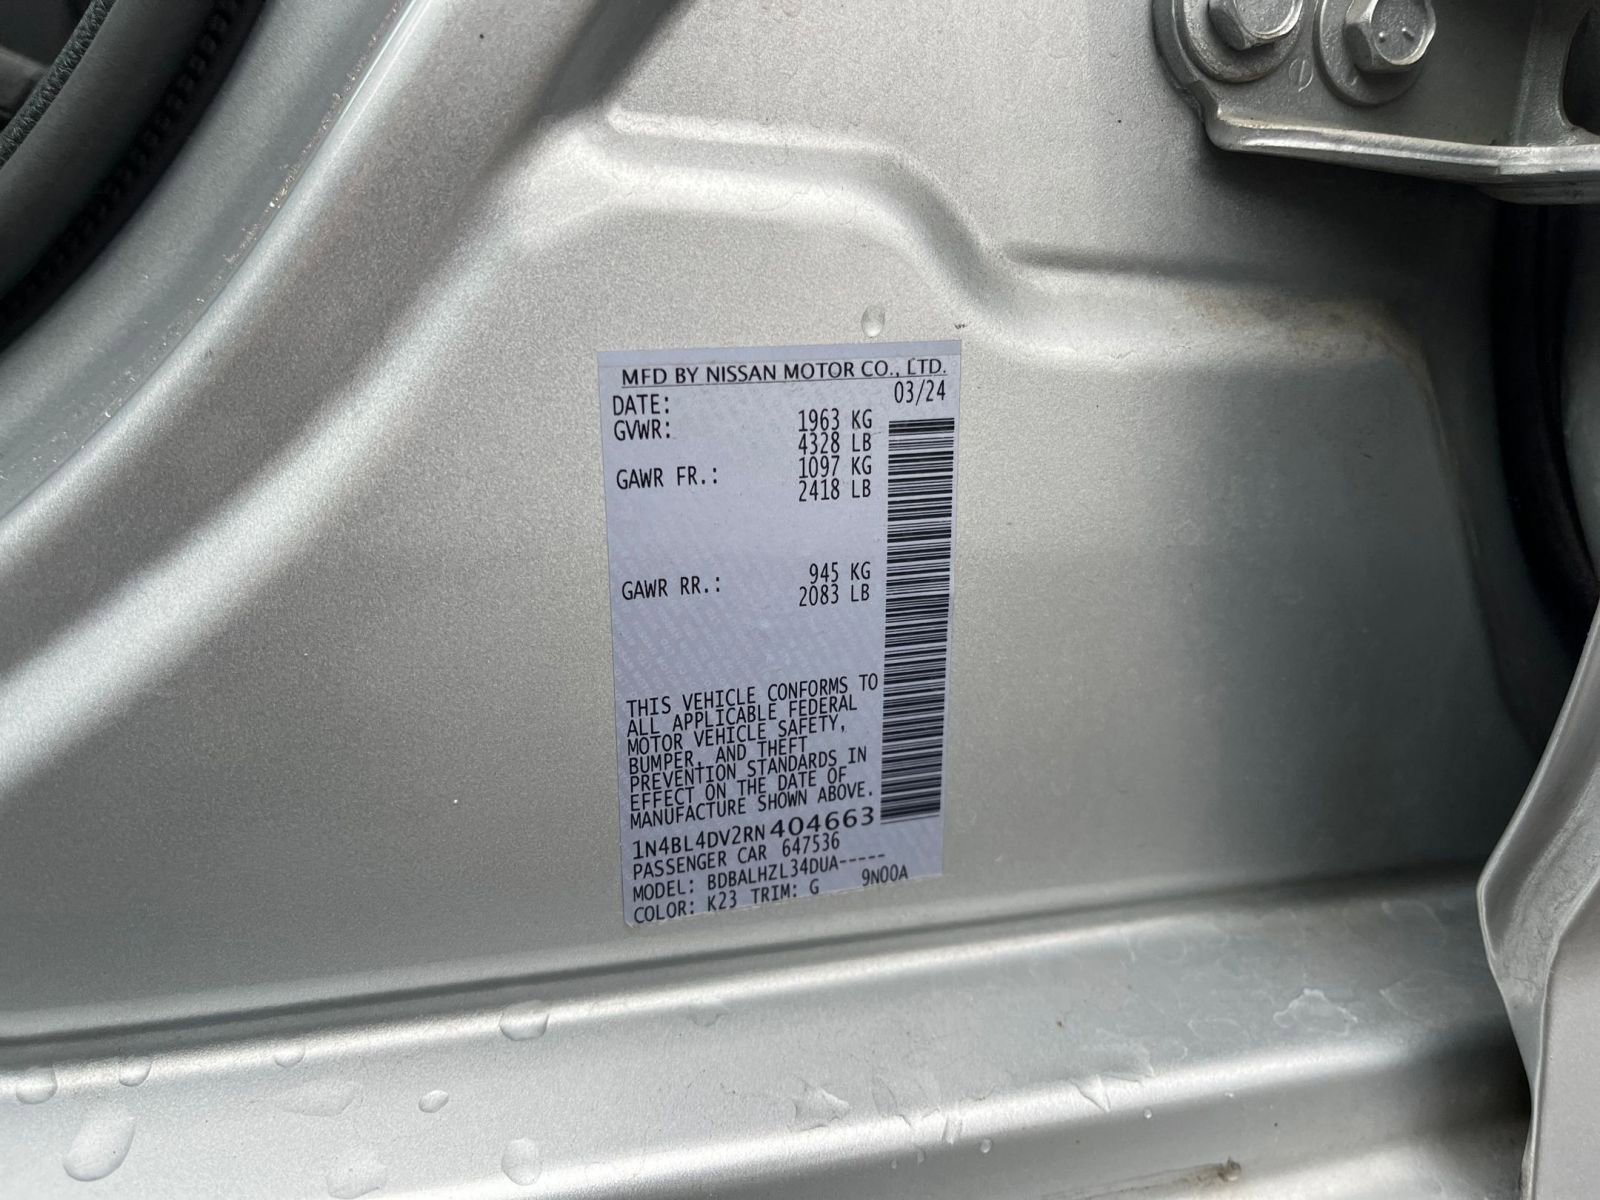 MFD BY NISSAN MOTOR CO., LTD.
DATE: 03/24
GVWR: 1963 KG
4328 LB
GAWR FR.: 1097 KG
2418 LB
GAWR RR.: 945 KG
2083 LB
THIS VEHICLE CONFORMS TO
ALL APPLICABLE FEDERAL
MOTOR VEHICLE SAFETY,
BUMPER, AND THEFT
PREVENTION STANDARDS IN
EFFECT ON THE DATE OF
MANUFACTURE SHOWN ABOVE.
1N4BL4DV2RN404663
PASSENGER CAR 647536
MODEL: BDBALHZL34DUA-----
COLOR: K23 TRIM: G 9N00A